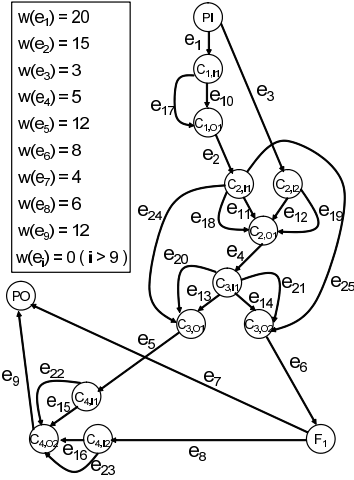 w(e₁) = 20
w(e₂) = 15
w(e₃) = 3
w(e₄) = 5
w(e₅) = 12
w(e₆) = 8
w(e₇) = 4
w(e₈) = 6
w(e₉) = 12
w(eᵢ) = 0 ( i > 9 )
PI
e₁
C₁,I₁
e₃
e₁₇
e₁₀
C₁,O₁
e₂
C₂,I₁
C₂,I₂
e₂₄
e₁₈
e₁₁
e₁₂
e₁₉
C₂,O₁
e₄
e₂₀
C₃,I₁
e₂₁
e₂₅
e₁₃
e₁₄
PO
C₃,O₁
C₃,O₂
e₅
e₆
e₇
e₉
e₂₂
C₄,I₁
e₁₅
C₄,O₂
e₁₆
C₄,I₂
F₁
e₈
e₂₃